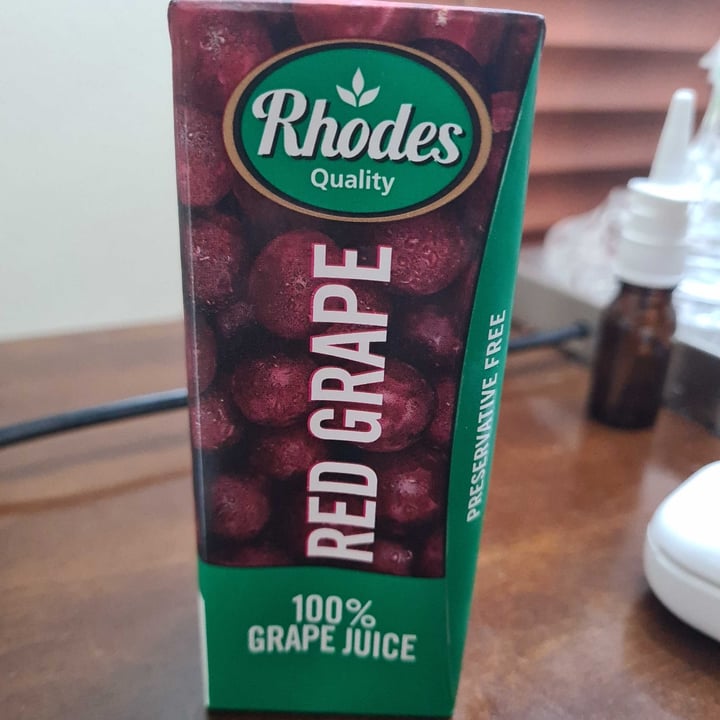 Rhodes
Quality
RED GRAPE
PRESERVATIVE FREE
100%
GRAPE JUICE